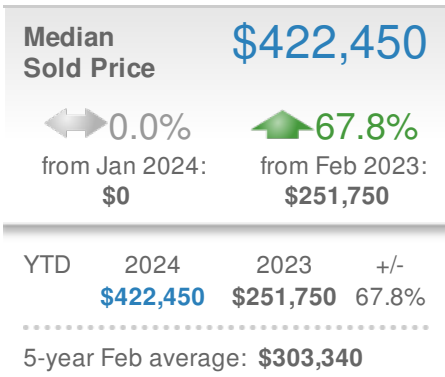 Median
Sold Price
$422,450
0.0%
67.8%
from Jan 2024:
from Feb 2023:
$0
$251,750
YTD 2024 2023 +/-
$422,450 $251,750 67.8%
5-year Feb average: $303,340